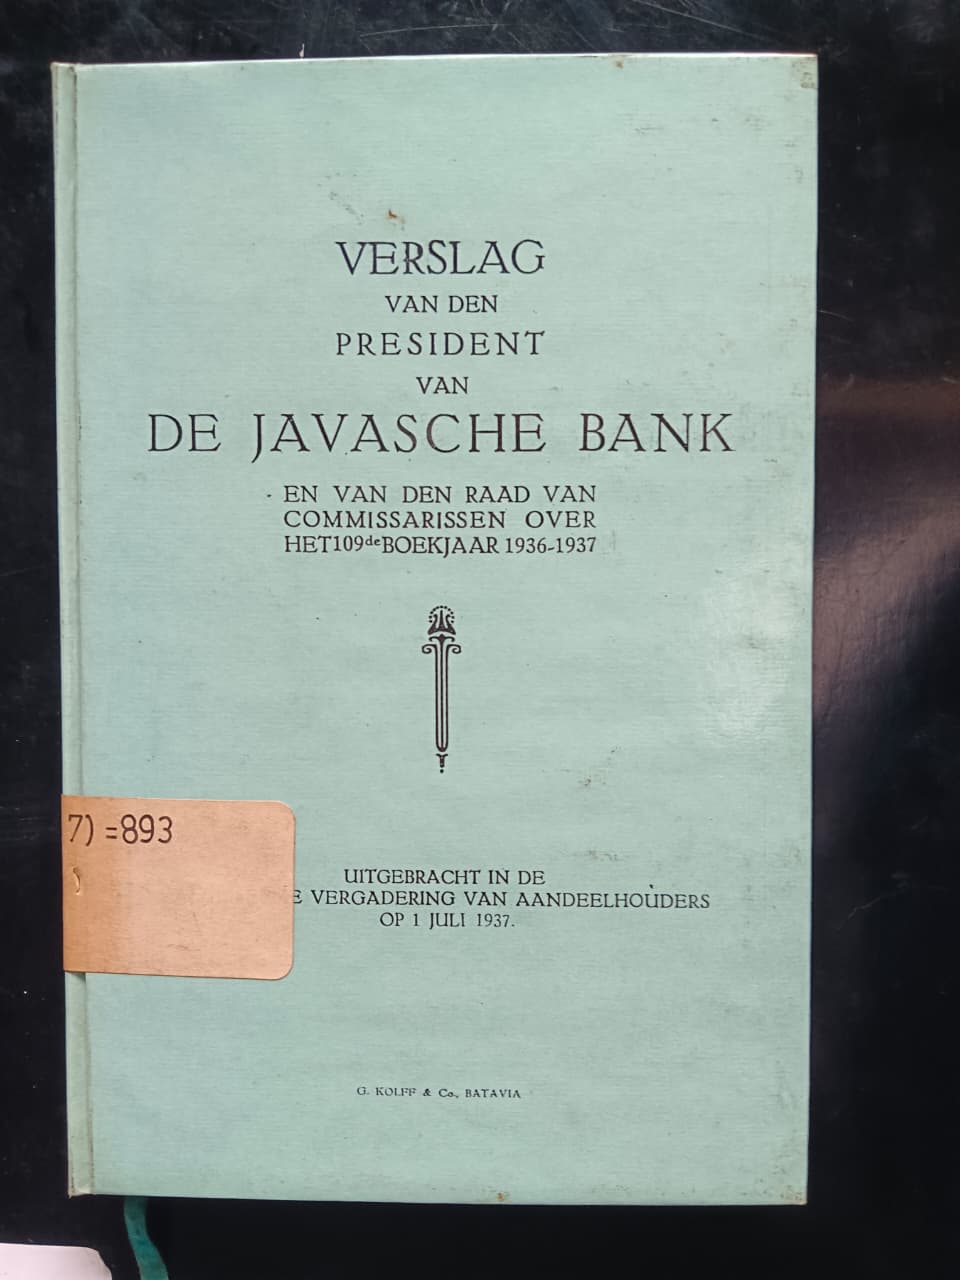 VERSLAG
VAN DEN
PRESIDENT
VAN
DE JAVASCHE BANK
EN VAN DEN RAAD VAN
COMMISSARISSEN OVER
HET 109de BOEKJAAR 1936-1937
7) =893
UITGEBRACHT IN DE
VERGADERING VAN AANDEELHOUDERS
OP 1 JULI 1937.
G. KOLFF & Co., BATAVIA